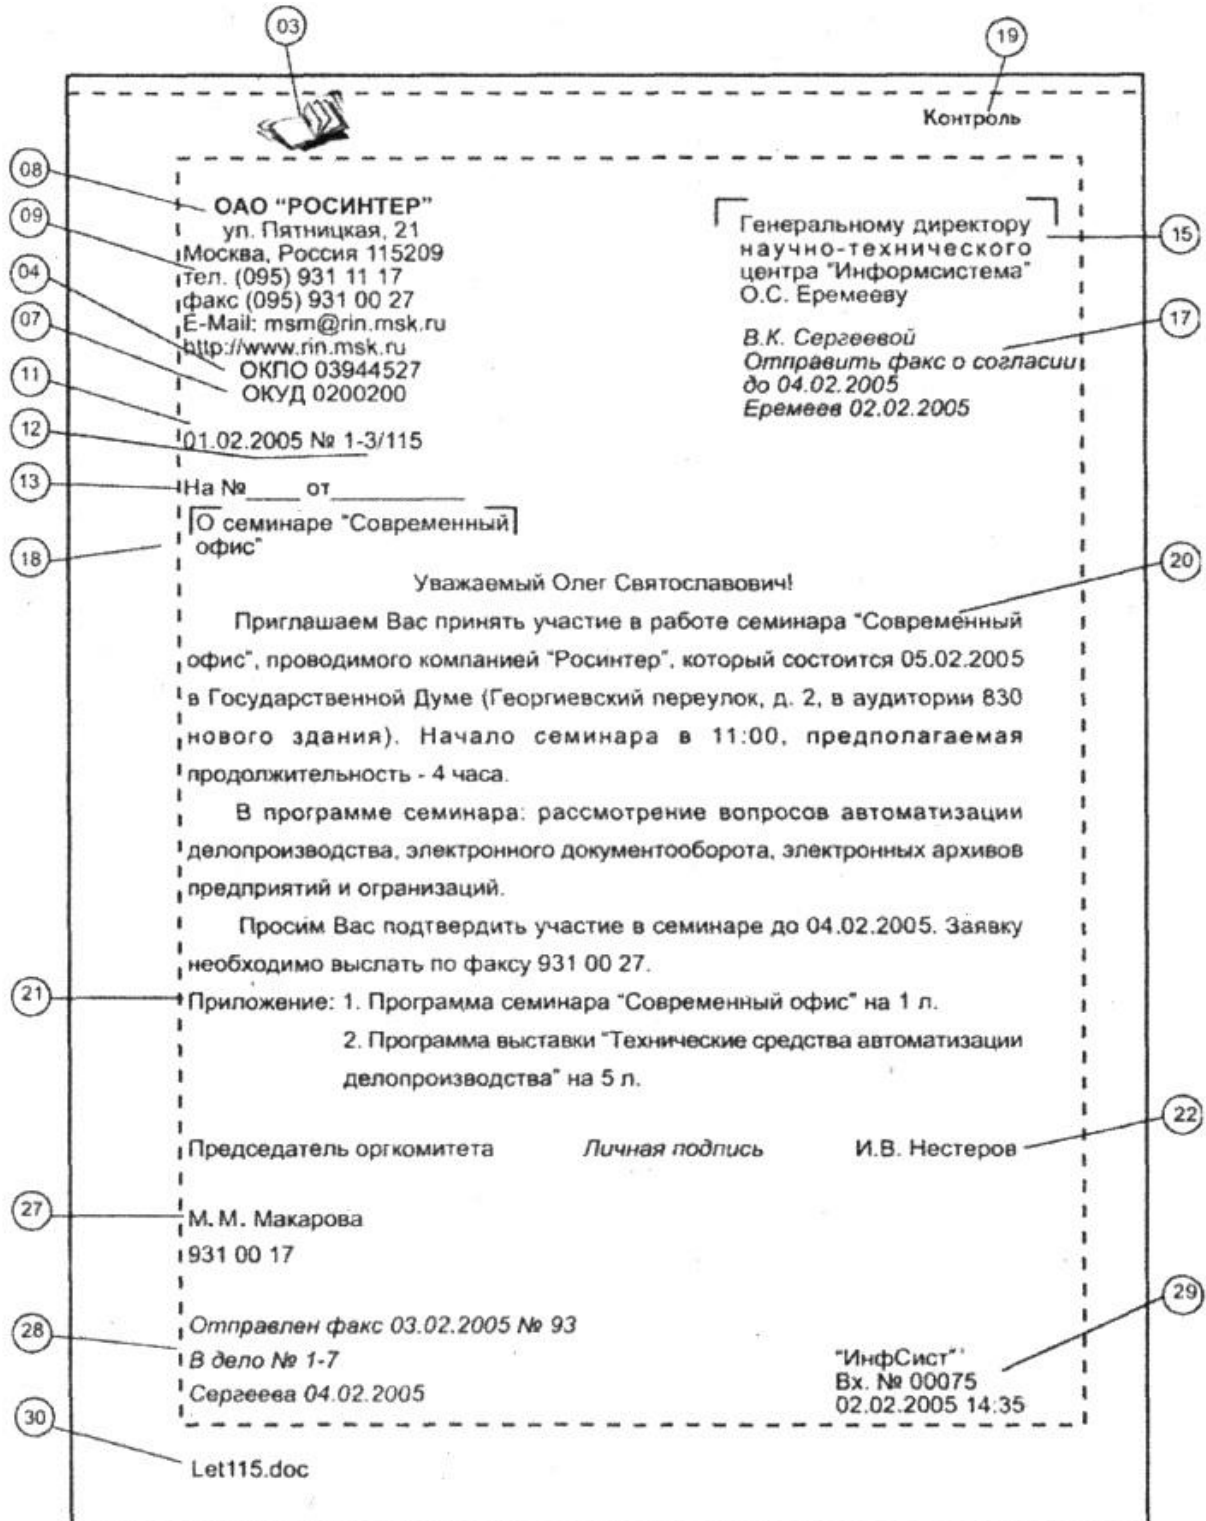 03
19
Контроль
08
ОАО "РОСИНТЕР"
09
ул. Пятницкая, 21
Москва, Россия 115209
04
тел. (095) 931 11 17
факс (095) 931 00 27
07
E-Mail: msm@rin.msk.ru
http://www.rin.msk.ru
11
ОКПО 03944527
ОКУД 0200200
12
01.02.2005 № 1-3/115
13
На №____ от__________
Генеральному директору
15
научно-технического
центра "Информсистема"
О.С. Еремееву
17
В.К. Сергеевой
Отправить факс о согласии
до 04.02.2005
Еремеев 02.02.2005
18
О семинаре "Современный
офис"
20
Уважаемый Олег Святославович!
Приглашаем Вас принять участие в работе семинара "Современный
офис", проводимого компанией "Росинтер", который состоится 05.02.2005
в Государственной Думе (Георгиевский переулок, д. 2, в аудитории 830
нового здания). Начало семинара в 11:00, предполагаемая
продолжительность - 4 часа.
В программе семинара: рассмотрение вопросов автоматизации
делопроизводства, электронного документооборота, электронных архивов
предприятий и огранизаций.
Просим Вас подтвердить участие в семинаре до 04.02.2005. Заявку
необходимо выслать по факсу 931 00 27.
21
Приложение: 1. Программа семинара "Современный офис" на 1 л.
2. Программа выставки "Технические средства автоматизации
делопроизводства" на 5 л.
22
Председатель оргкомитета Личная подпись И.В. Нестеров
27
М. М. Макарова
931 00 17
28
Отправлен факс 03.02.2005 № 93
В дело № 1-7
Сергеева 04.02.2005
29
"ИнфСист"
Вх. № 00075
02.02.2005 14:35
30
Let115.doc